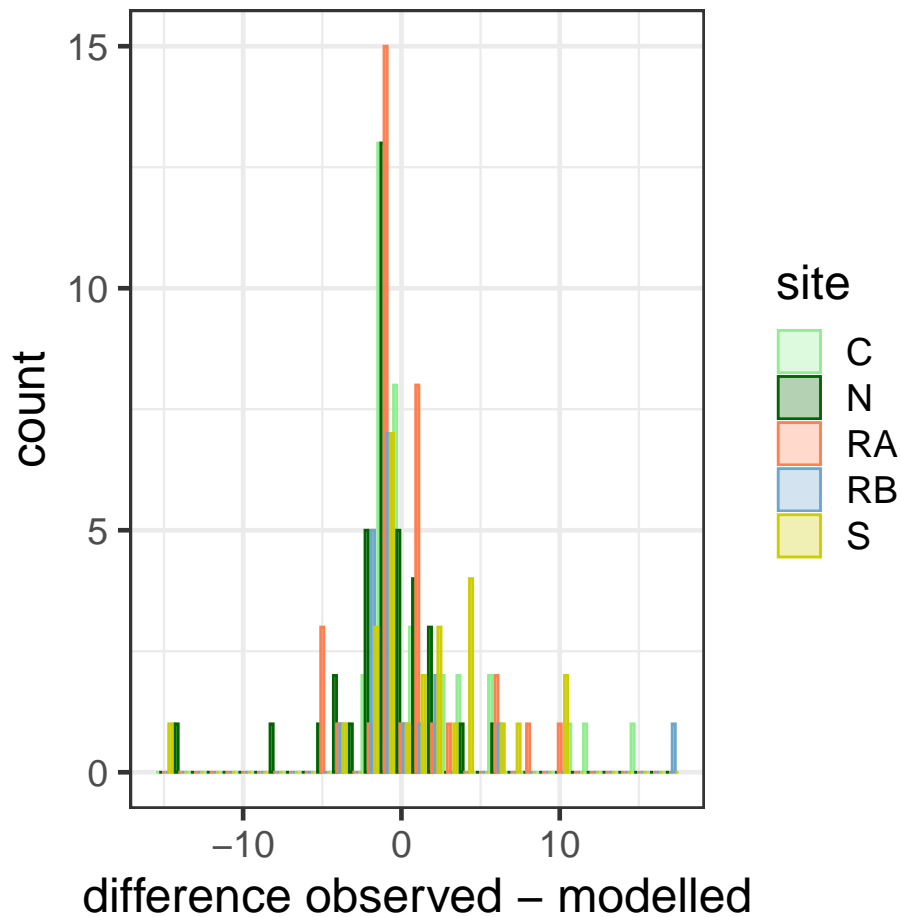 count
15
10
5
0
−10
0
10
difference observed − modelled
site
C
N
RA
RB
S